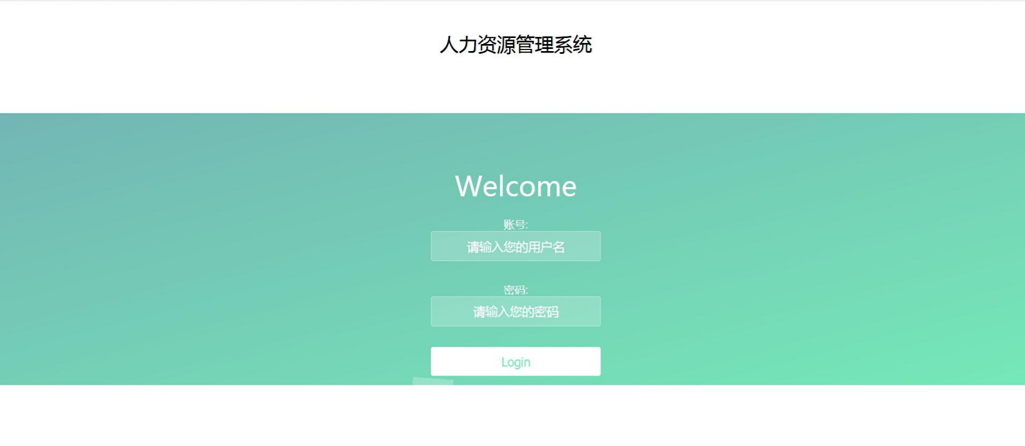 人力资源管理系统
Welcome
账号:
请输入您的用户名
密码:
请输入您的密码
Login